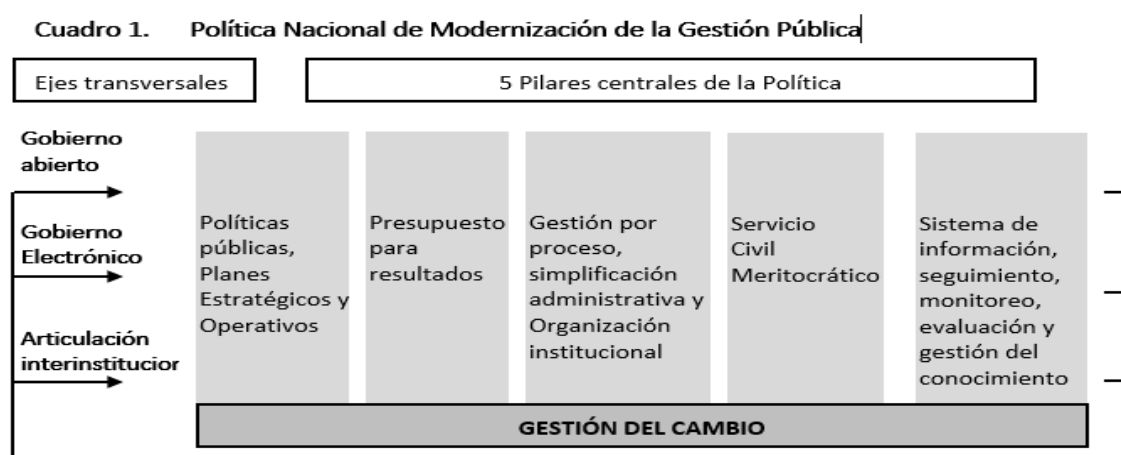 Cuadro 1. Política Nacional de Modernización de la Gestión Pública
Ejes transversales
5 Pilares centrales de la Política
Gobierno
abierto
Gobierno
Electrónico
Articulación
interinstitucior
Políticas
públicas,
Planes
Estratégicos y
Operativos
Presupuesto
para
resultados
Gestión por
proceso,
simplificación
administrativa y
Organización
institucional
Servicio
Civil
Meritocrático
Sistema de
información,
seguimiento,
monitoreo,
evaluación y
gestión del
conocimiento
GESTIÓN DEL CAMBIO